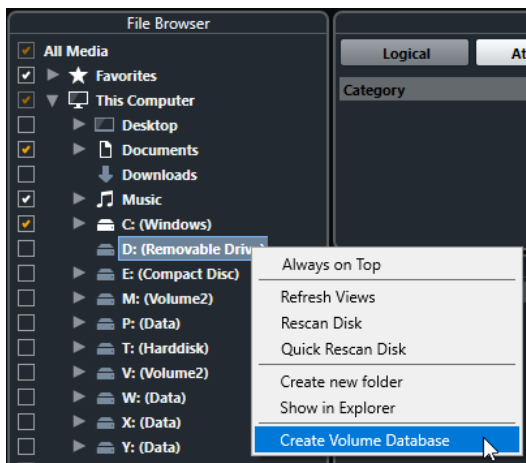 File Browser
All Media
Favorites
This Computer
Desktop
Documents
Downloads
Music
C: (Windows)
D: (Removable Driv
E: (Compact Disc)
M: (Volume2)
P: (Data)
T: (Harddisk)
V: (Volume2)
W: (Data)
X: (Data)
Y: (Data)
Logical
At
Category
Always on Top
Refresh Views
Rescan Disk
Quick Rescan Disk
Create new folder
Show in Explorer
Create Volume Database